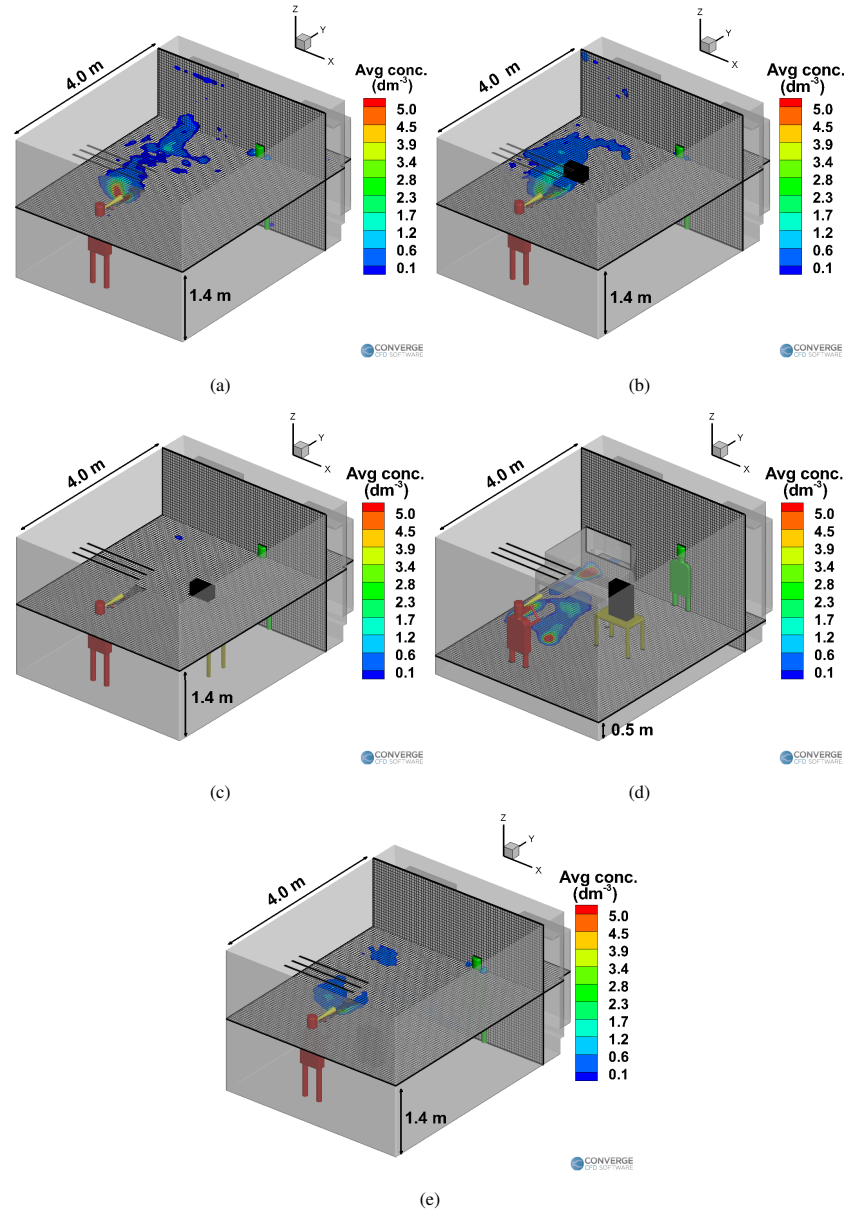 Z
Y
X
4.0 m
Avg conc.
(dm-3)
5.0
4.5
3.9
3.4
2.8
2.3
1.7
1.2
0.6
0.1
1.4 m
CONVERGE
CFD SOFTWARE
(a)
Z
Y
X
4.0 m
Avg conc.
(dm-3)
5.0
4.5
3.9
3.4
2.8
2.3
1.7
1.2
0.6
0.1
1.4 m
CONVERGE
CFD SOFTWARE
(b)
Z
Y
X
4.0 m
Avg conc.
(dm-3)
5.0
4.5
3.9
3.4
2.8
2.3
1.7
1.2
0.6
0.1
1.4 m
CONVERGE
CFD SOFTWARE
(c)
Z
Y
X
4.0 m
Avg conc.
(dm-3)
5.0
4.5
3.9
3.4
2.8
2.3
1.7
1.2
0.6
0.1
0.5 m
CONVERGE
CFD SOFTWARE
(d)
Z
Y
X
4.0 m
Avg conc.
(dm-3)
5.0
4.5
3.9
3.4
2.8
2.3
1.7
1.2
0.6
0.1
1.4 m
CONVERGE
CFD SOFTWARE
(e)